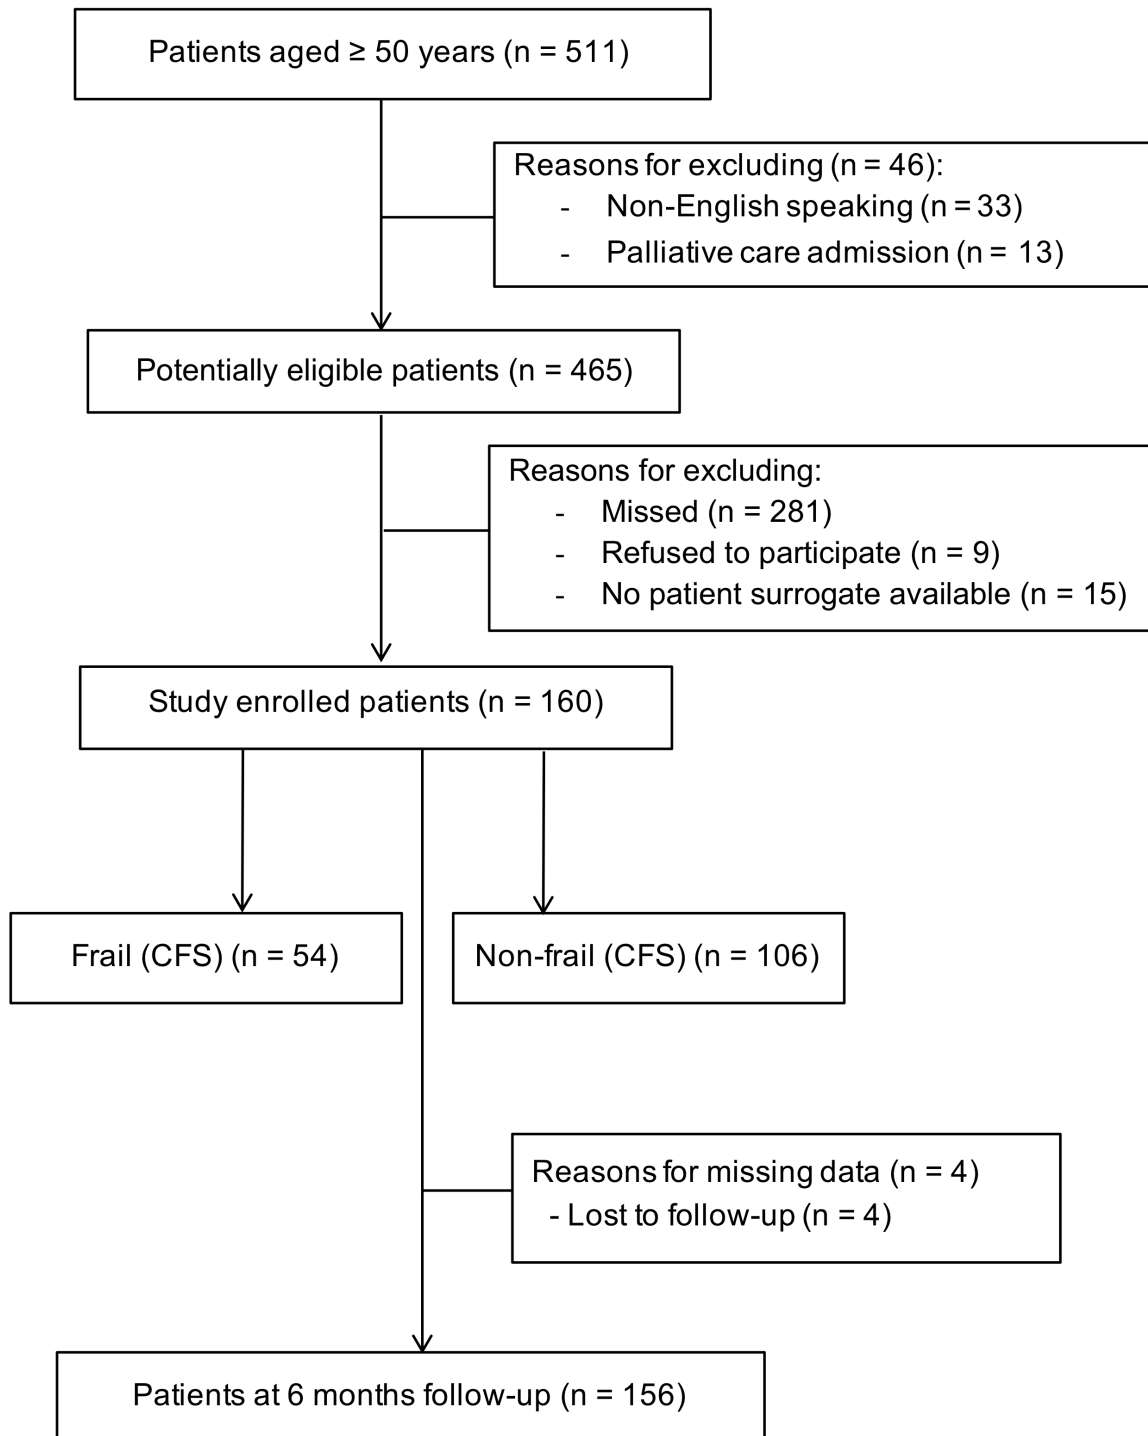 Patients aged ≥ 50 years (n = 511)
Reasons for excluding (n = 46):
- Non-English speaking (n = 33)
- Palliative care admission (n = 13)
Potentially eligible patients (n = 465)
Reasons for excluding:
- Missed (n = 281)
- Refused to participate (n = 9)
- No patient surrogate available (n = 15)
Study enrolled patients (n = 160)
Frail (CFS) (n = 54)
Non-frail (CFS) (n = 106)
Reasons for missing data (n = 4)
- Lost to follow-up (n = 4)
Patients at 6 months follow-up (n = 156)